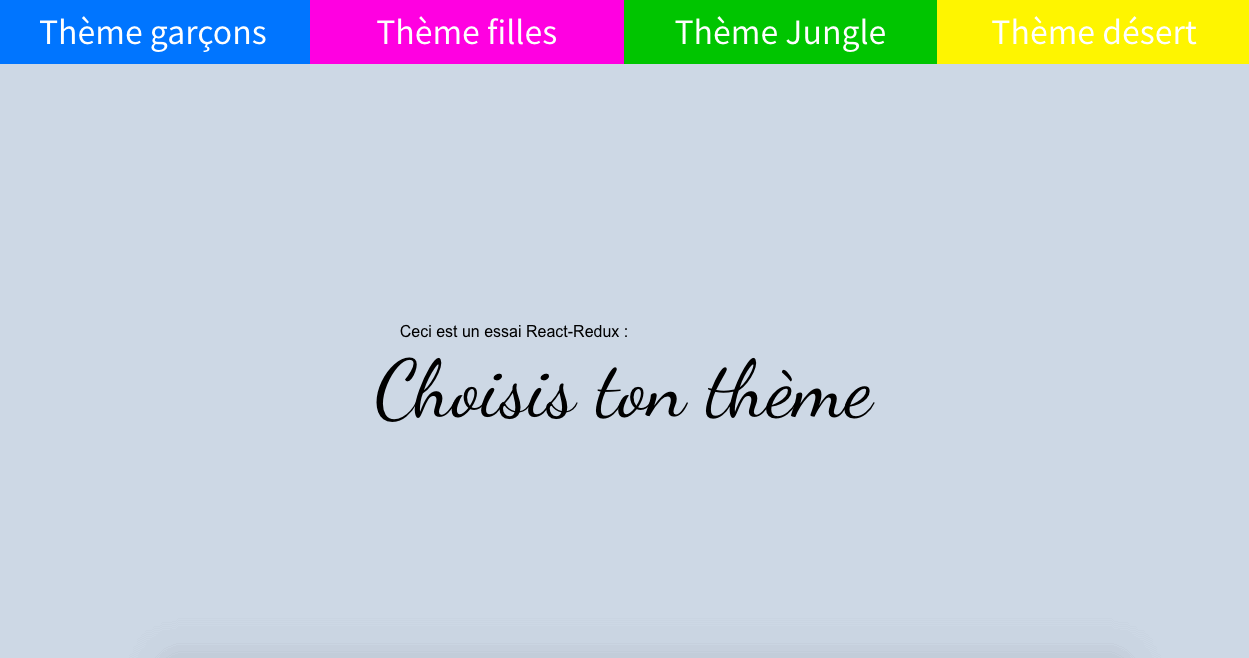 Thème garçons
Thème filles
Thème Jungle
Thème désert
Ceci est un essai React-Redux :
Choisis ton thème